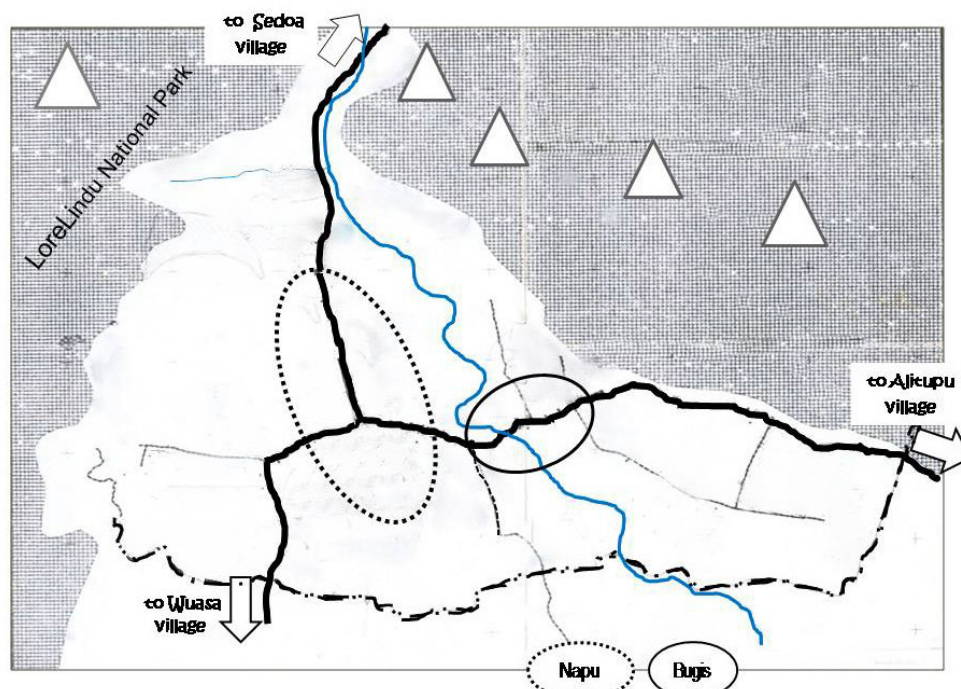 to Sedoa
village
LoreLindu National Park
to Alitupu
village
to Wuasa
village
Napu
Bugis